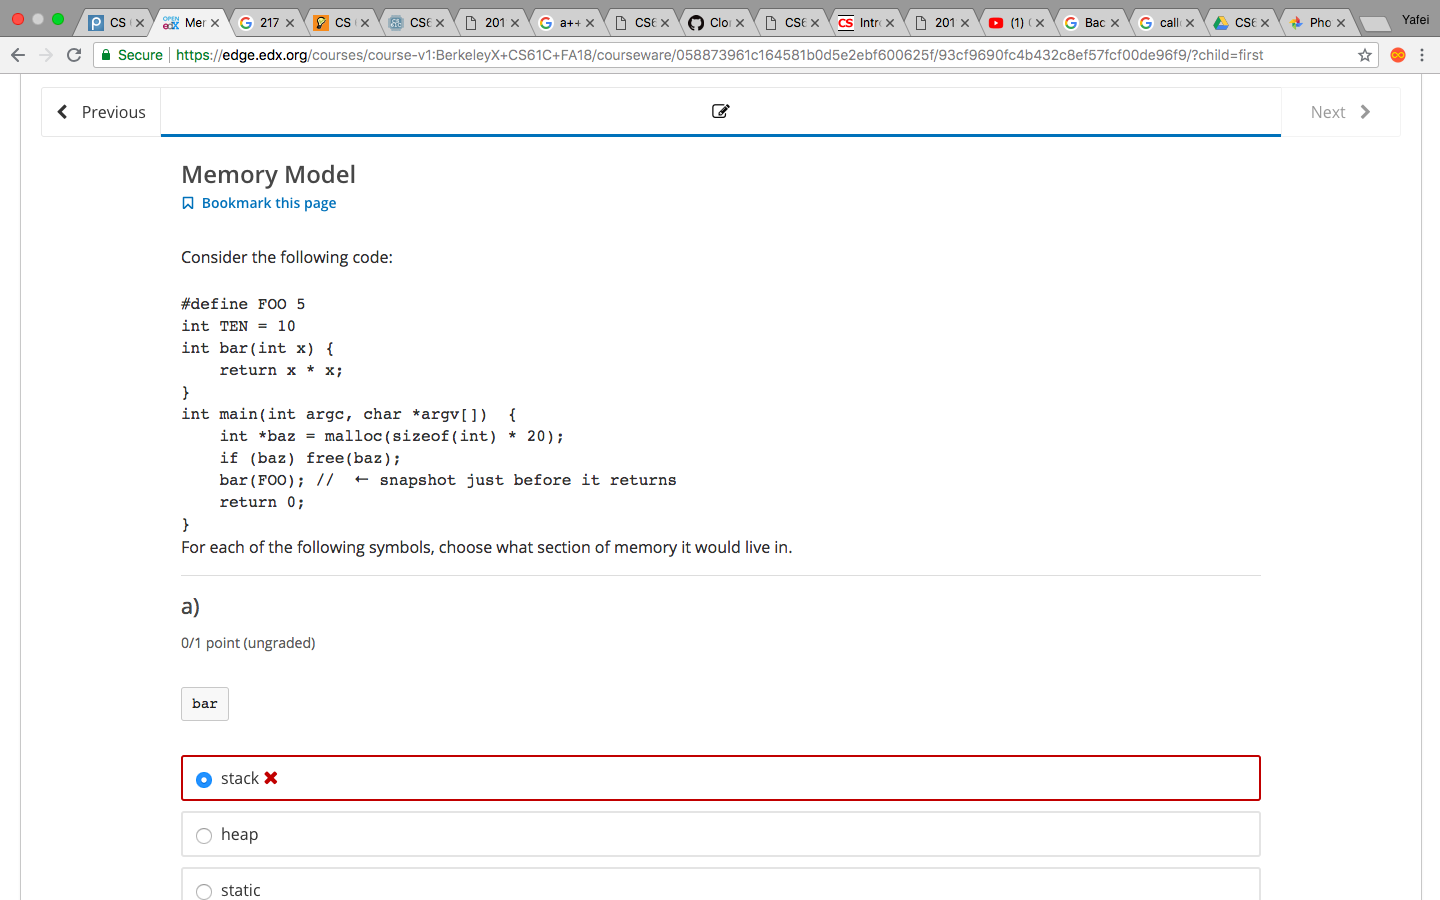 CS
Mer
217
CS
CS6
201
a++
CS6
Clo
CS6
CS Intr
201
(1)
Bac
call
CS6
Pho
Yafei
Secure https://edge.edx.org/courses/course-v1:BerkeleyX+CS61C+FA18/courseware/058873961c164581b0d5e2ebf600625f/93cf9690fc4b432c8ef57fcf00de96f9/?child=first
Previous
Next
Memory Model
Bookmark this page
Consider the following code:
#define FOO 5
int TEN = 10
int bar(int x) {
    return x * x;
}
int main(int argc, char *argv[])  {
    int *baz = malloc(sizeof(int) * 20);
    if (baz) free(baz);
    bar(FOO); //  ← snapshot just before it returns
    return 0;
}
For each of the following symbols, choose what section of memory it would live in.
a)
0/1 point (ungraded)
bar
stack
heap
static